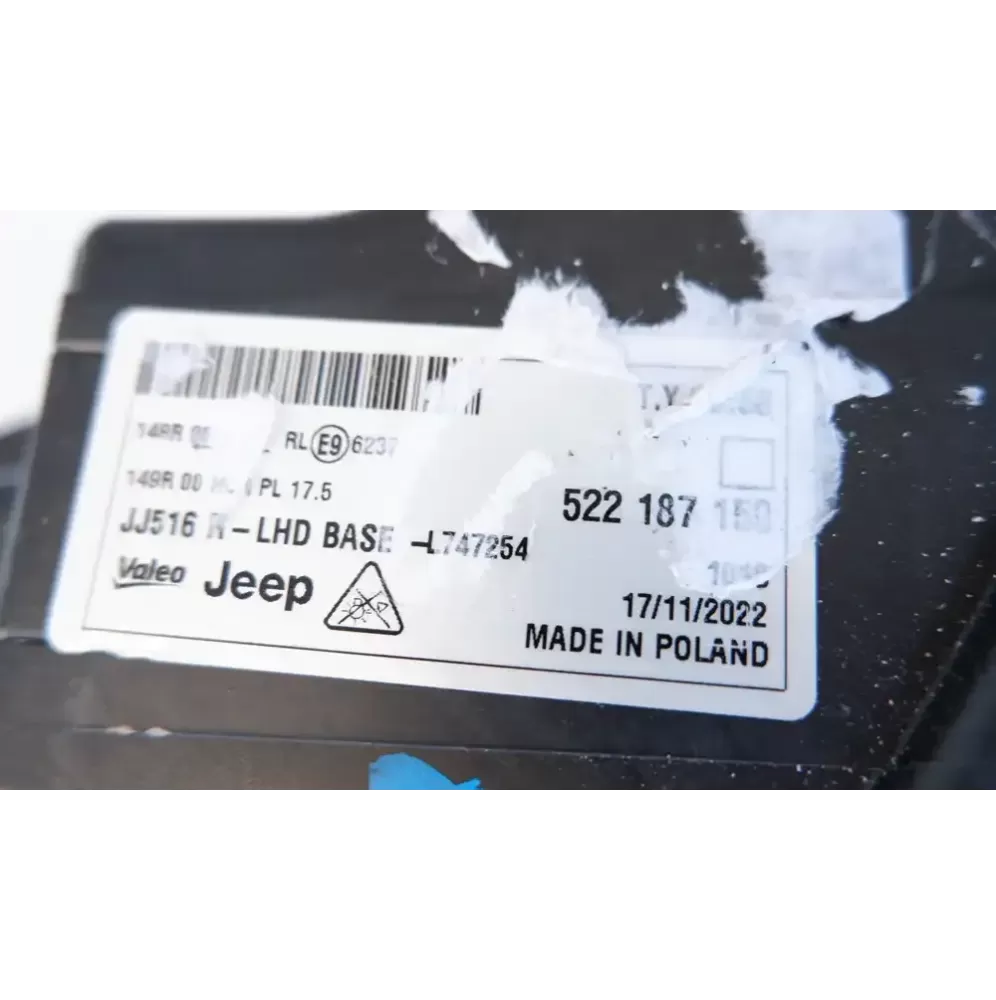 148R RL E9 6237
149R 00 PL 17.5
JJ516 -LHD BASE -L747254
522 187
Valeo Jeep
17/11/2022
MADE IN POLAND